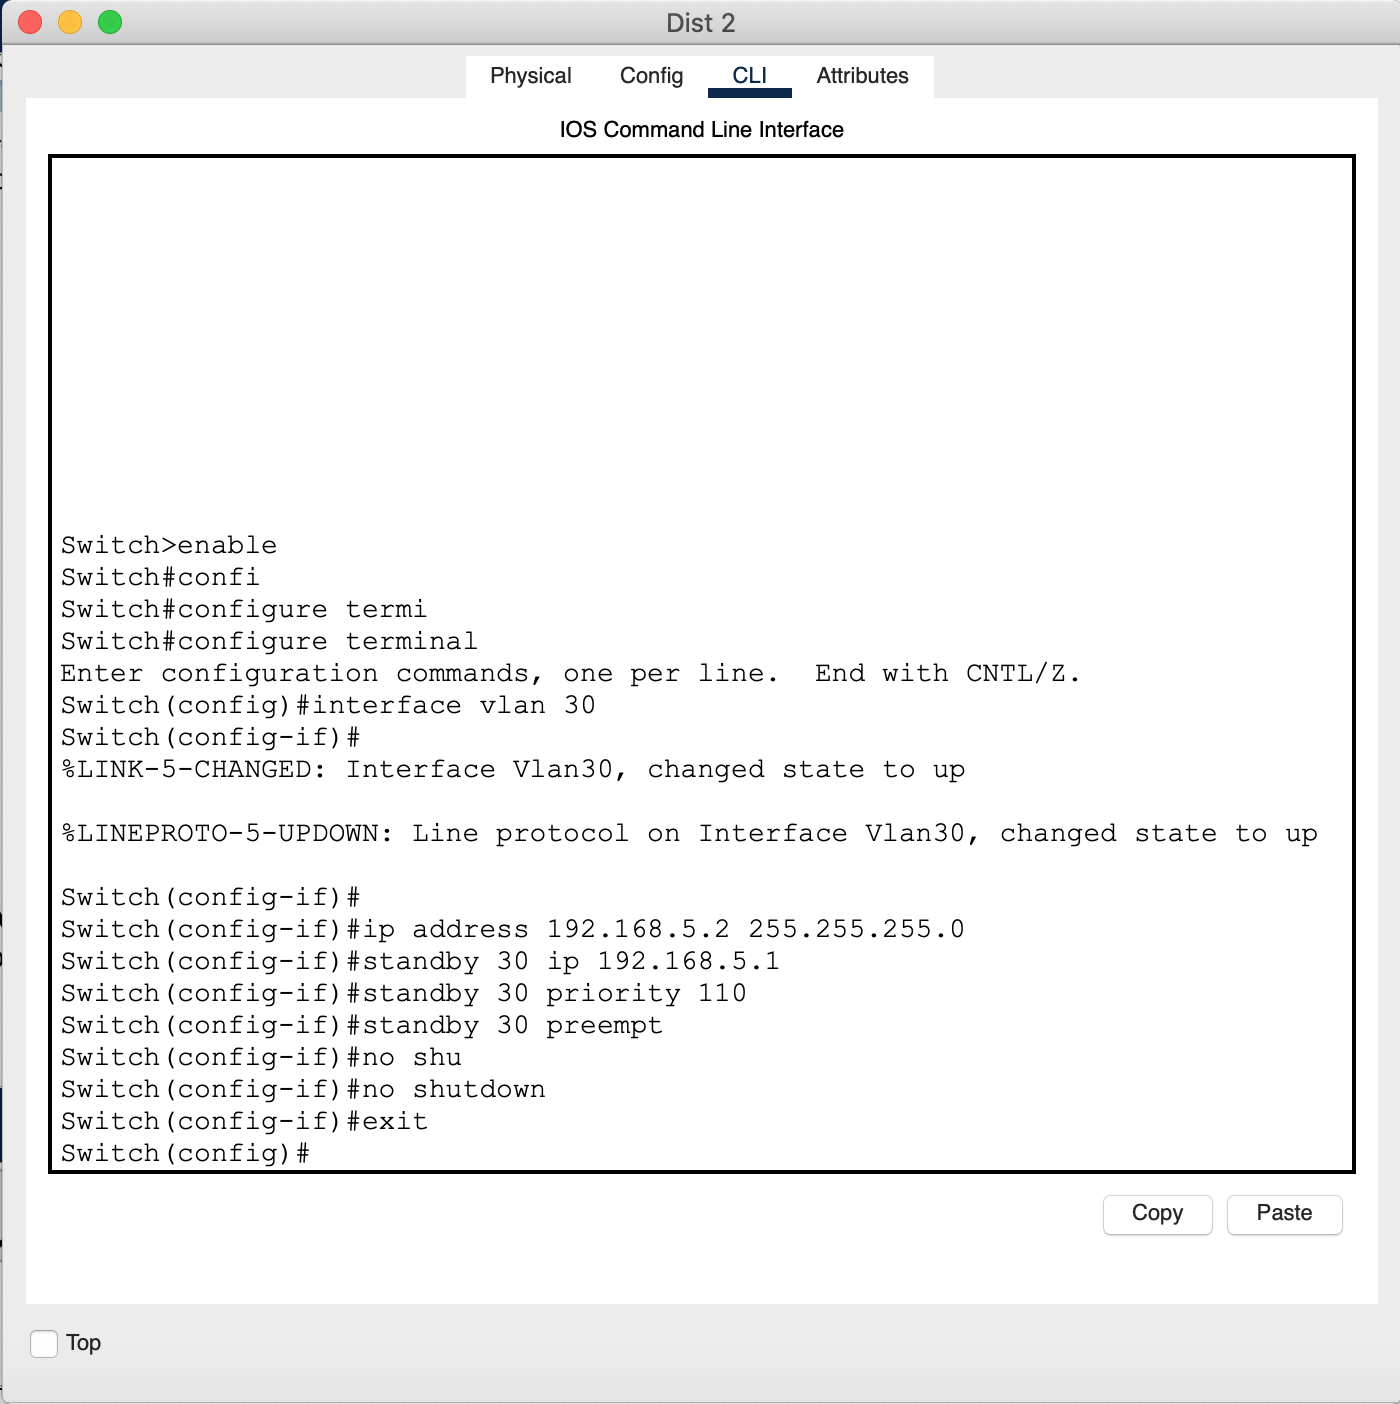 Dist 2
Physical Config CLI Attributes
IOS Command Line Interface
Switch>enable
Switch#confi
Switch#configure termi
Switch#configure terminal
Enter configuration commands, one per line.  End with CNTL/Z.
Switch(config)#interface vlan 30
Switch(config-if)#
%LINK-5-CHANGED: Interface Vlan30, changed state to up
%LINEPROTO-5-UPDOWN: Line protocol on Interface Vlan30, changed state to up
Switch(config-if)#
Switch(config-if)#ip address 192.168.5.2 255.255.255.0
Switch(config-if)#standby 30 ip 192.168.5.1
Switch(config-if)#standby 30 priority 110
Switch(config-if)#standby 30 preempt
Switch(config-if)#no shu
Switch(config-if)#no shutdown
Switch(config-if)#exit
Switch(config)#
Copy Paste
Top